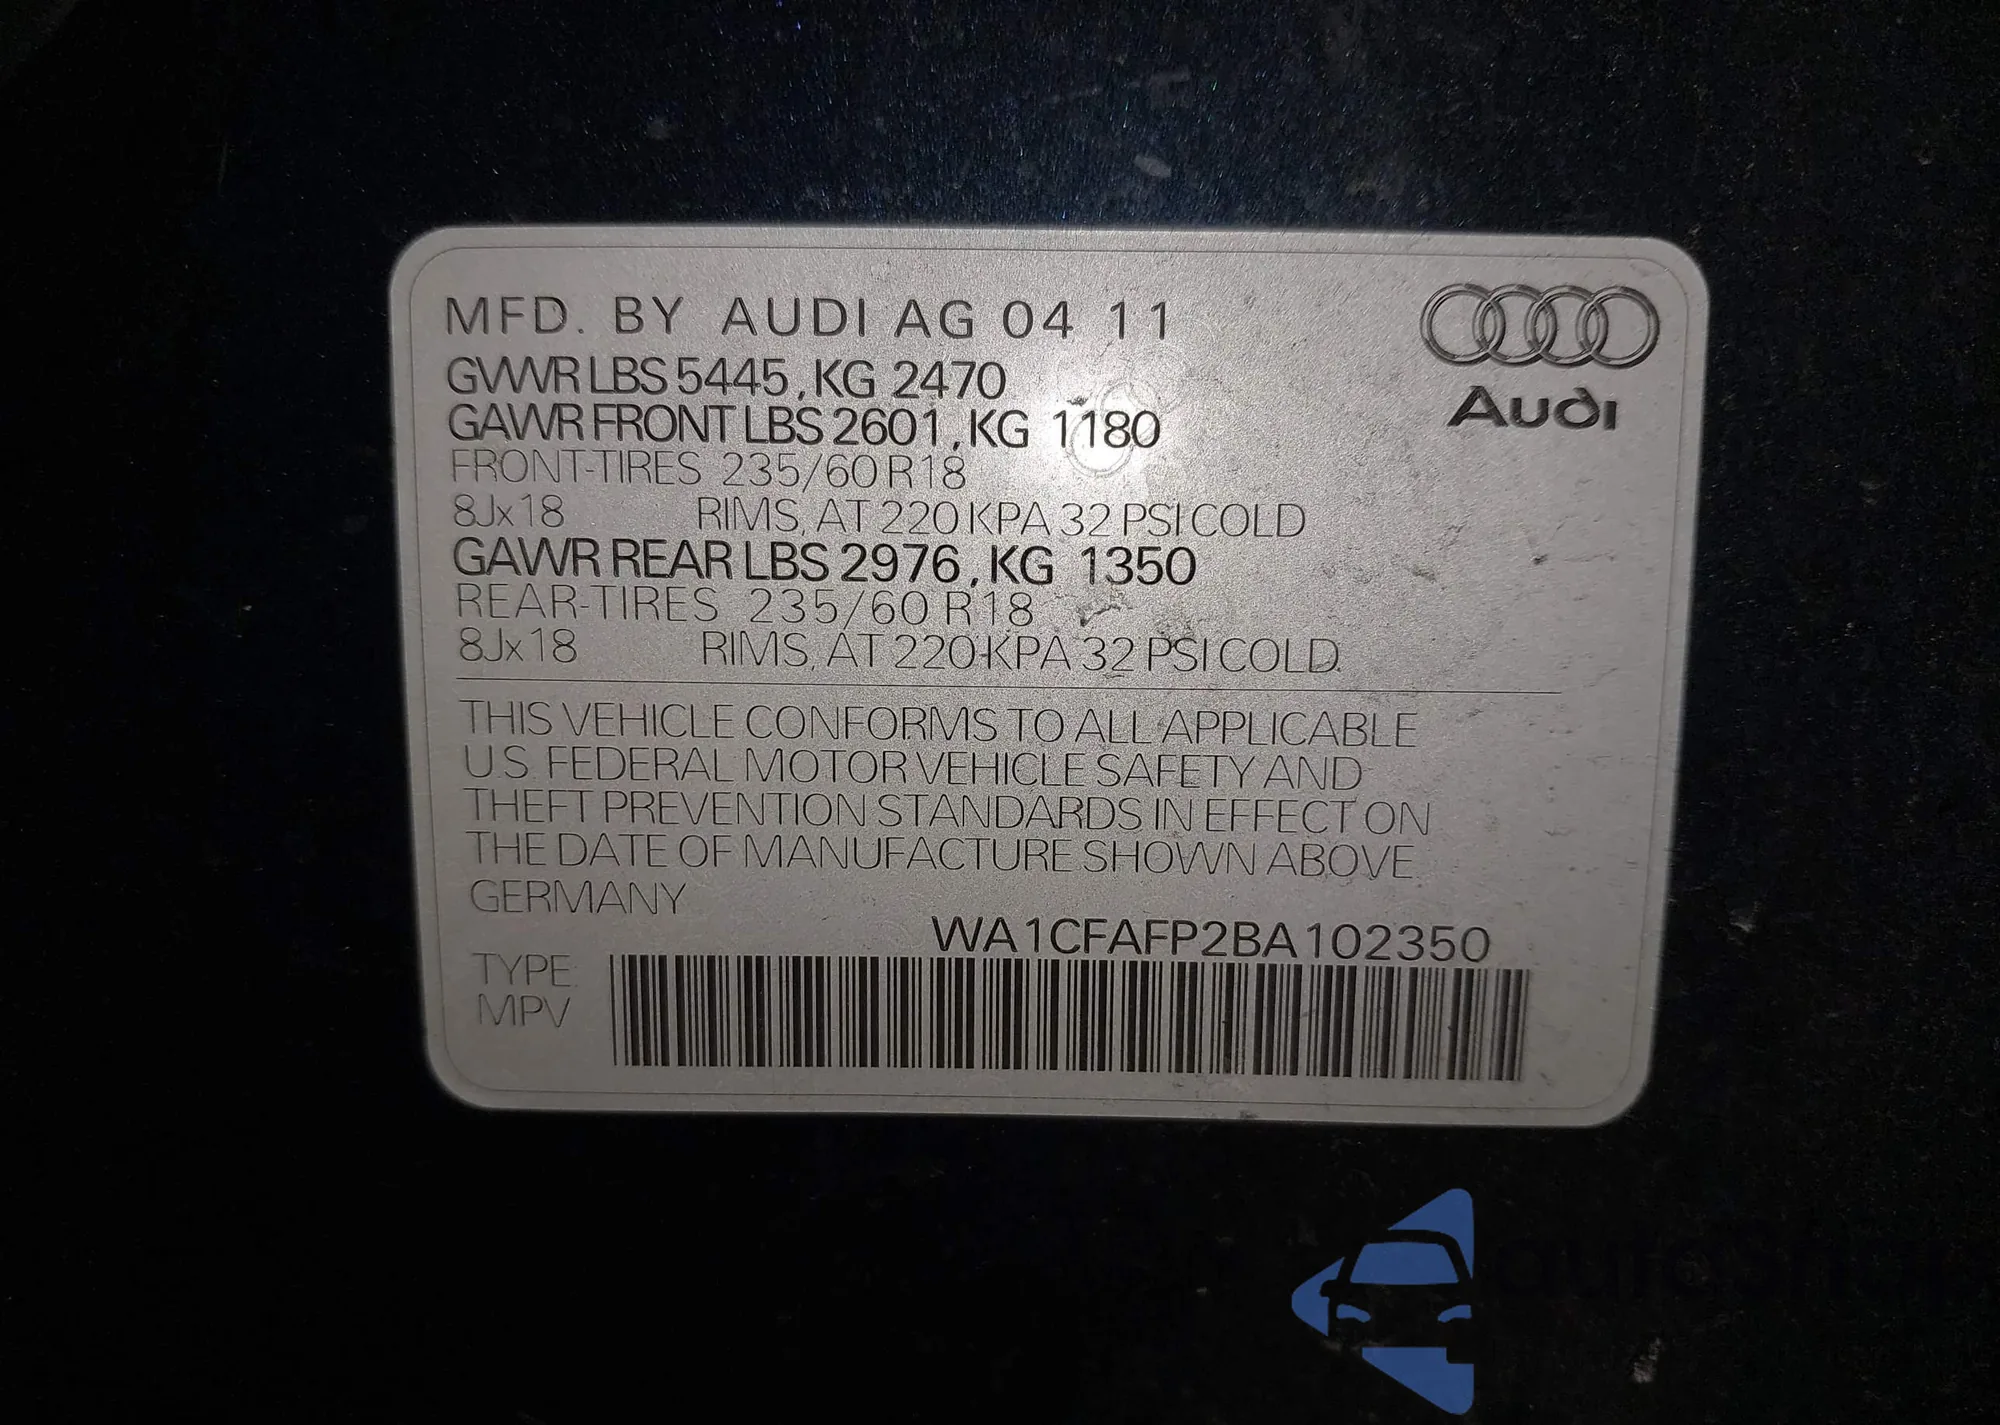 MFD. BY AUDI AG 04 11
GVWR LBS 5445, KG 2470
GAWR FRONT LBS 2601, KG 1180
FRONT-TIRES 235/60 R18
8Jx18 RIMS, AT 220 KPA 32 PSI COLD
GAWR REAR LBS 2976, KG 1350
REAR-TIRES 235/60 R18
8Jx18 RIMS, AT 220 KPA 32 PSI COLD.
Audi
THIS VEHICLE CONFORMS TO ALL APPLICABLE
U.S. FEDERAL MOTOR VEHICLE SAFETY AND
THEFT PREVENTION STANDARDS IN EFFECT ON
THE DATE OF MANUFACTURE SHOWN ABOVE.
GERMANY
WA1CFAFP2BA102350
TYPE:
MPV